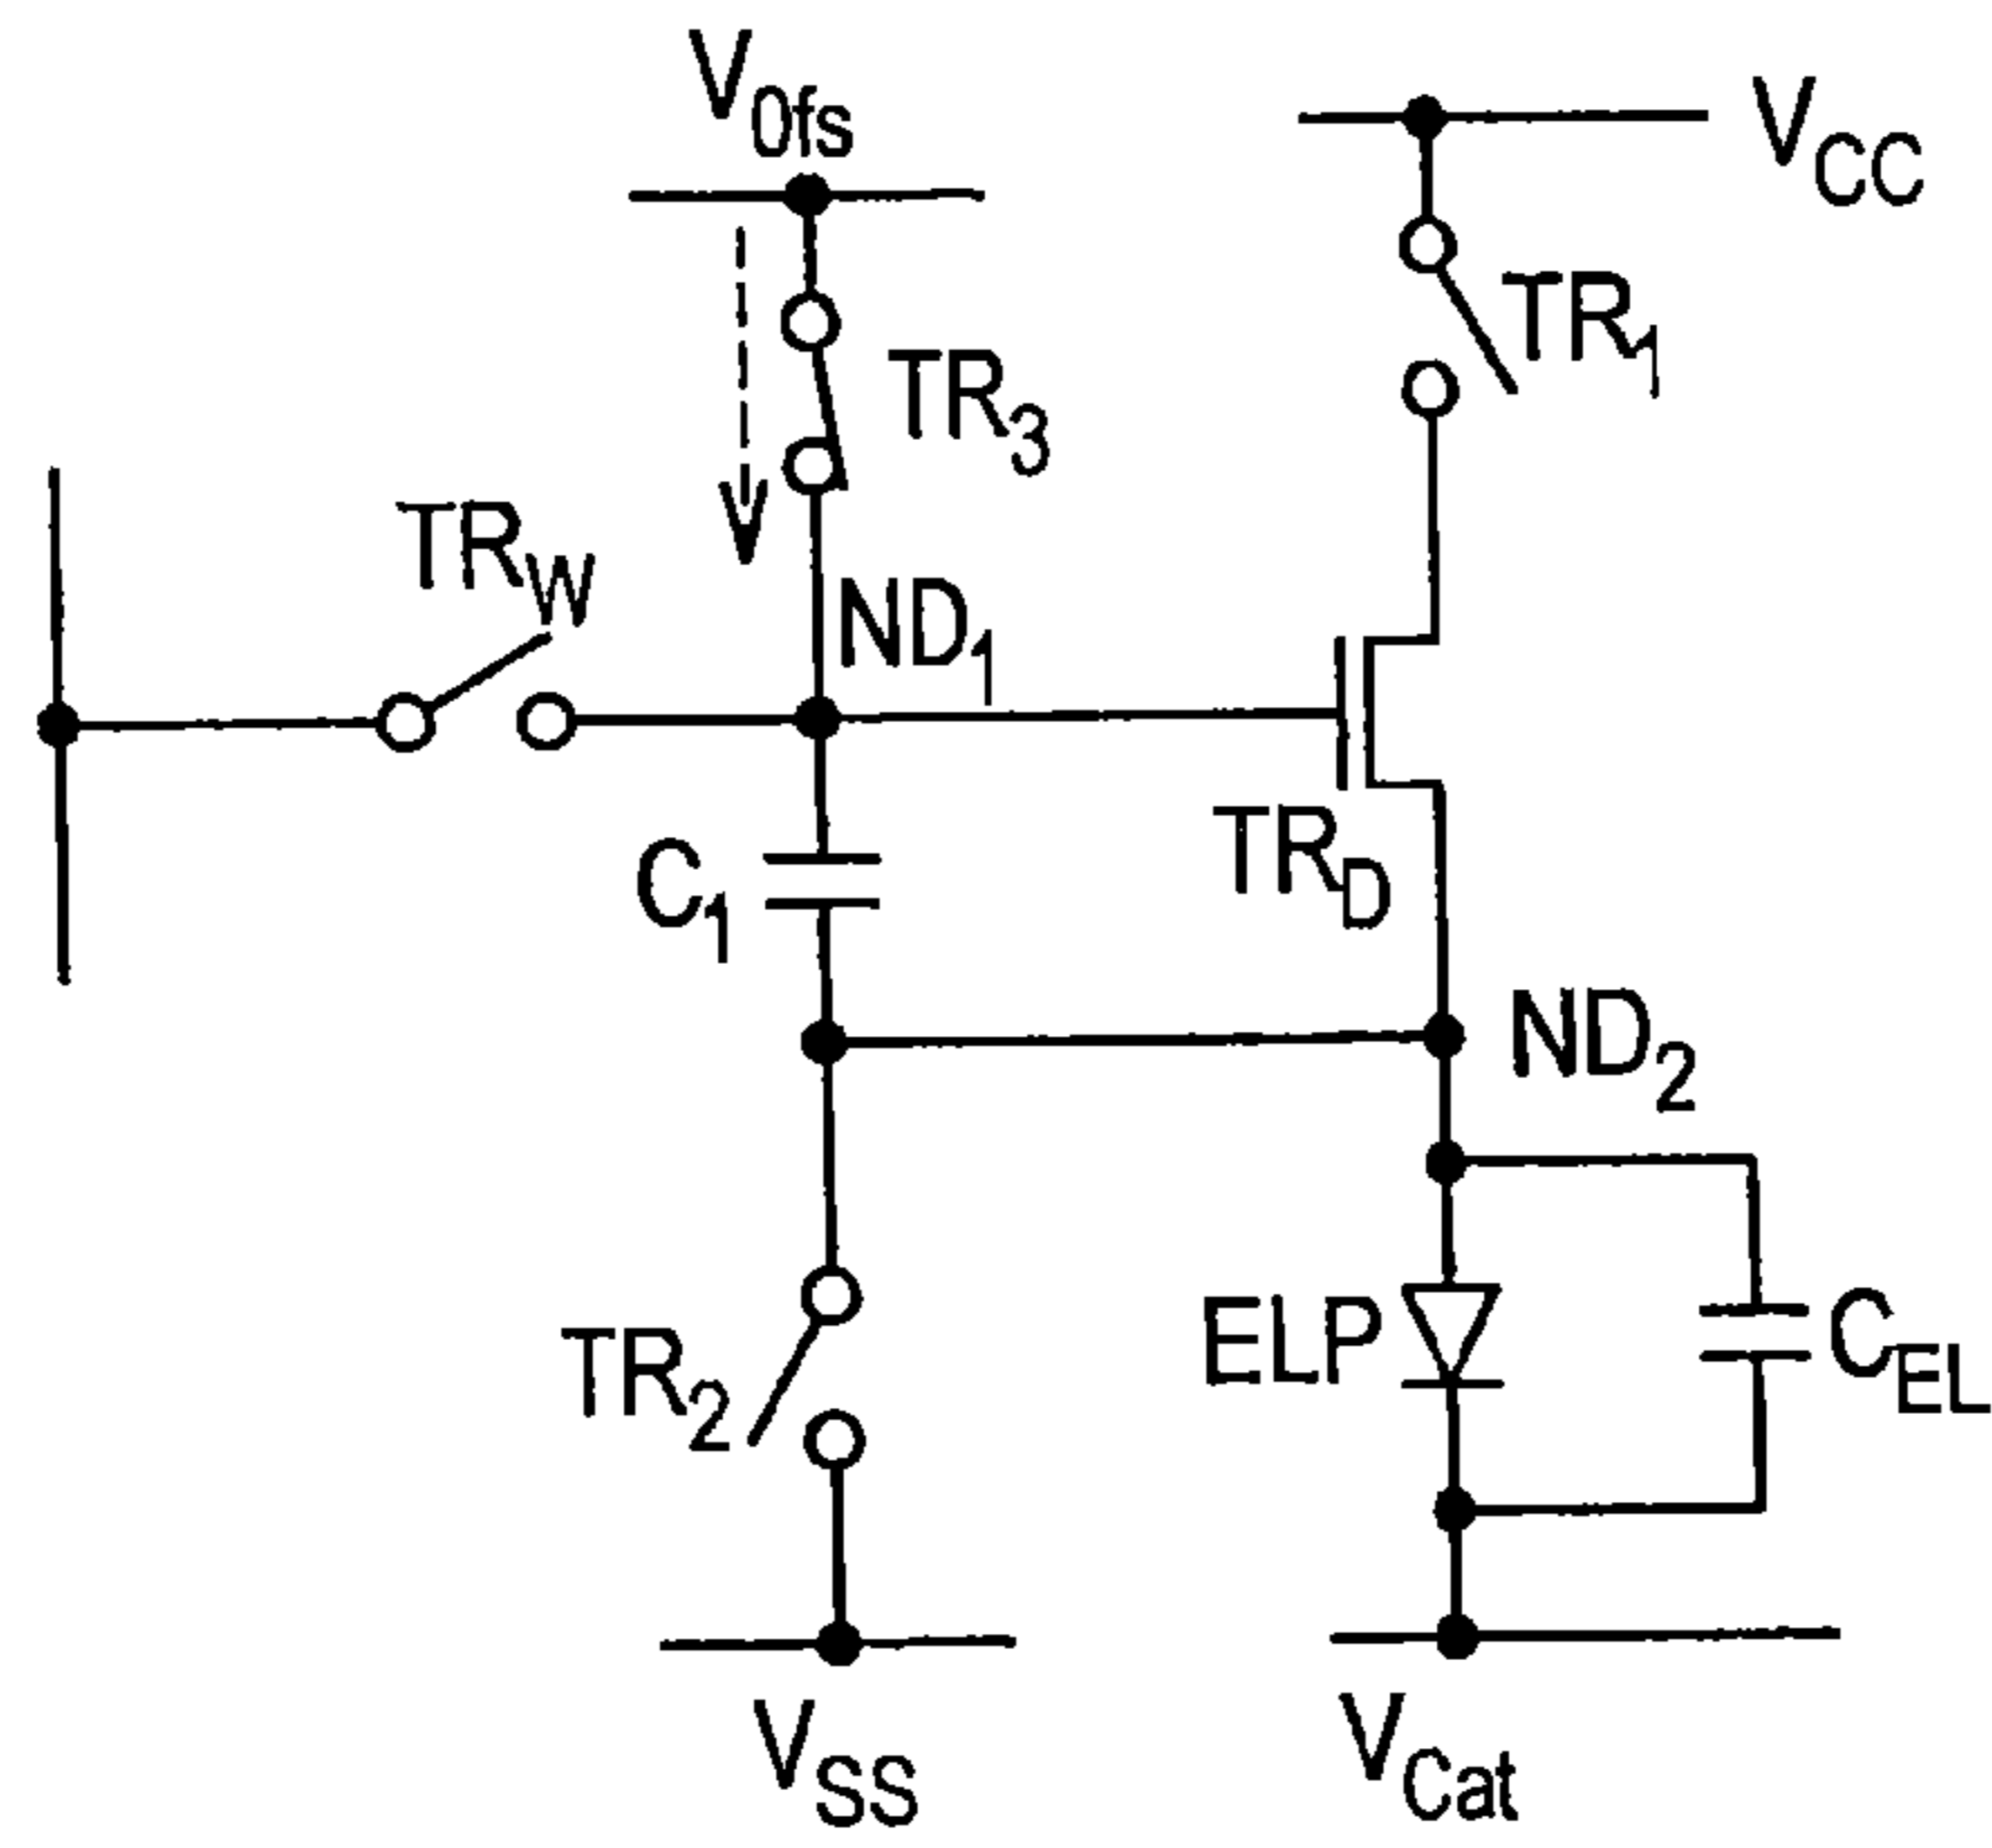 V0fs
VCC
TR1
TR3
TRW
ND1
C1
TRD
ND2
ELP
CEL
TR2
VSS
VCat